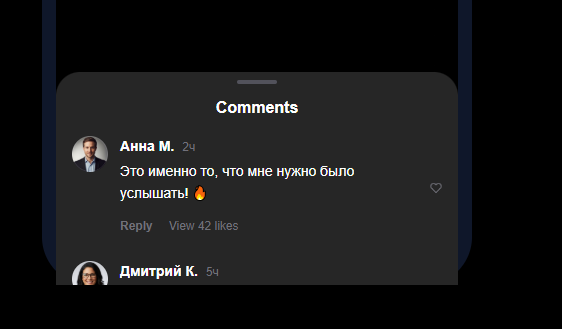 Comments
Анна М. 2ч
Это именно то, что мне нужно было
услышать! 🔥
Reply View 42 likes
Дмитрий К. 5ч